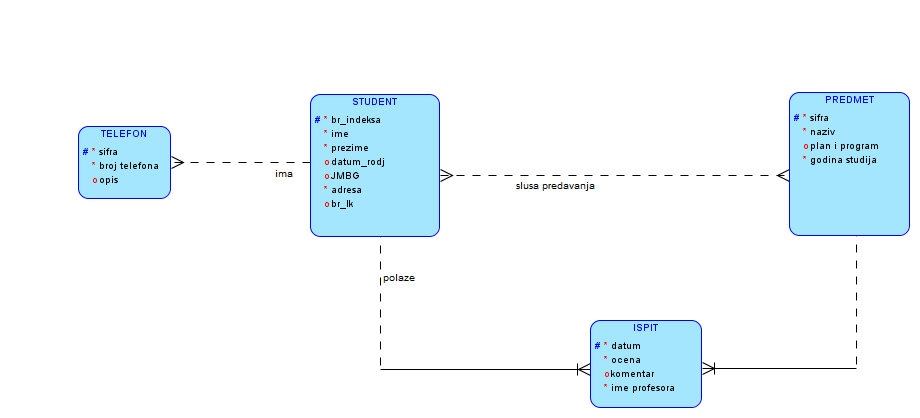 TELEFON
# * sifra
* broj telefona
o opis
ima
STUDENT
# * br_indeksa
* ime
* prezime
o datum_rodj
o JMBG
* adresa
o br_lk
slusa predavanja
PREDMET
# * sifra
* naziv
o plan i program
* godina studija
polaze
ISPIT
# * datum
* ocena
o komentar
* ime profesora